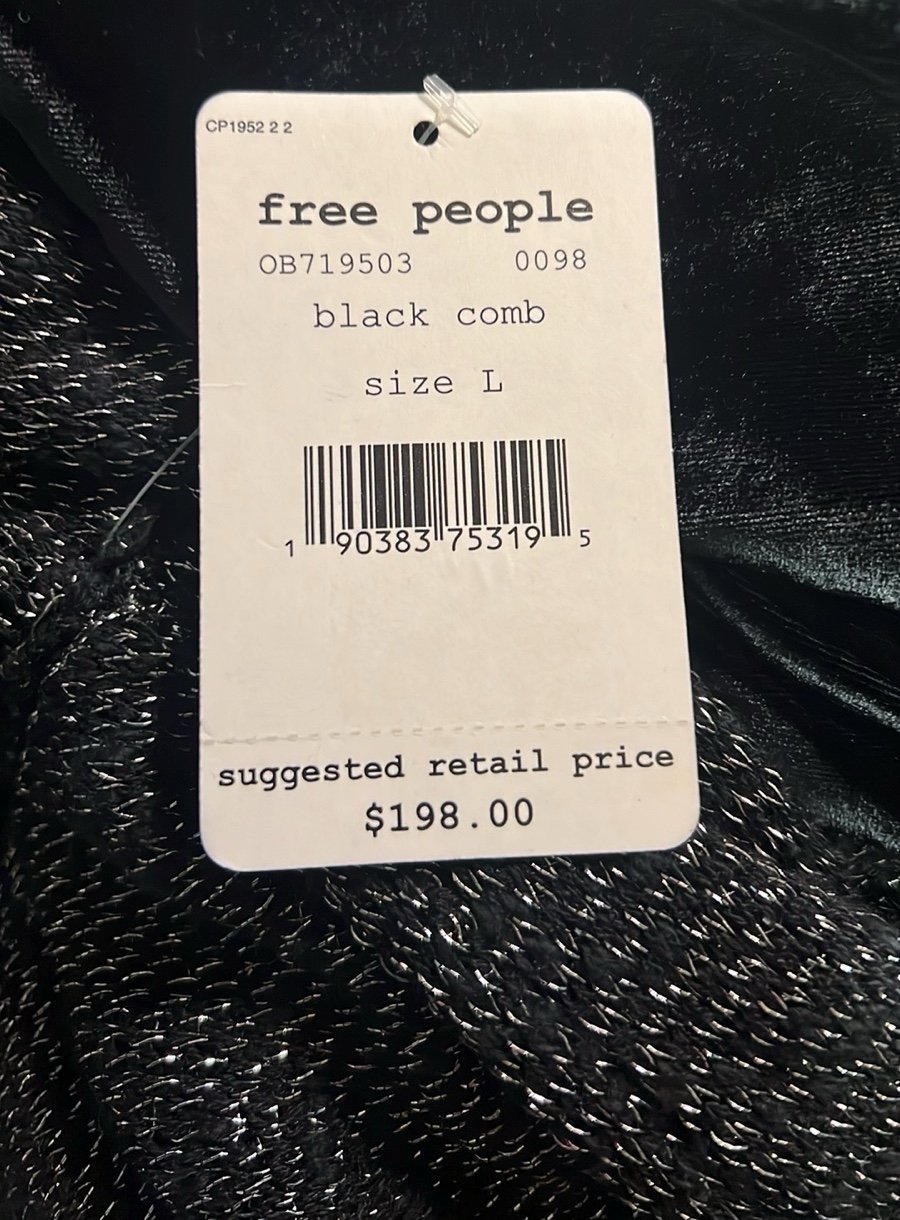 CP1952 2 2
free people
OB719503 0098
black comb
size L
1 90383 75319 5
suggested retail price
$198.00